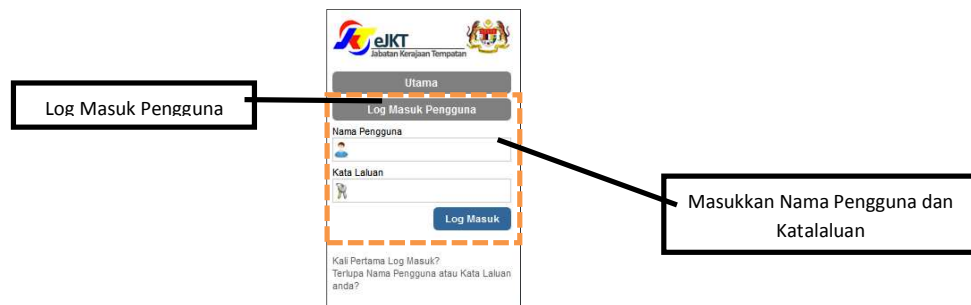 eJKT
Jabatan Kerajaan Tempatan
Utama
Log Masuk Pengguna
Log Masuk Pengguna
Nama Pengguna
Kata Laluan
Log Masuk
Masukkan Nama Pengguna dan
Katalaluan
Kali Pertama Log Masuk?
Terlupa Nama Pengguna atau Kata Laluan
anda?